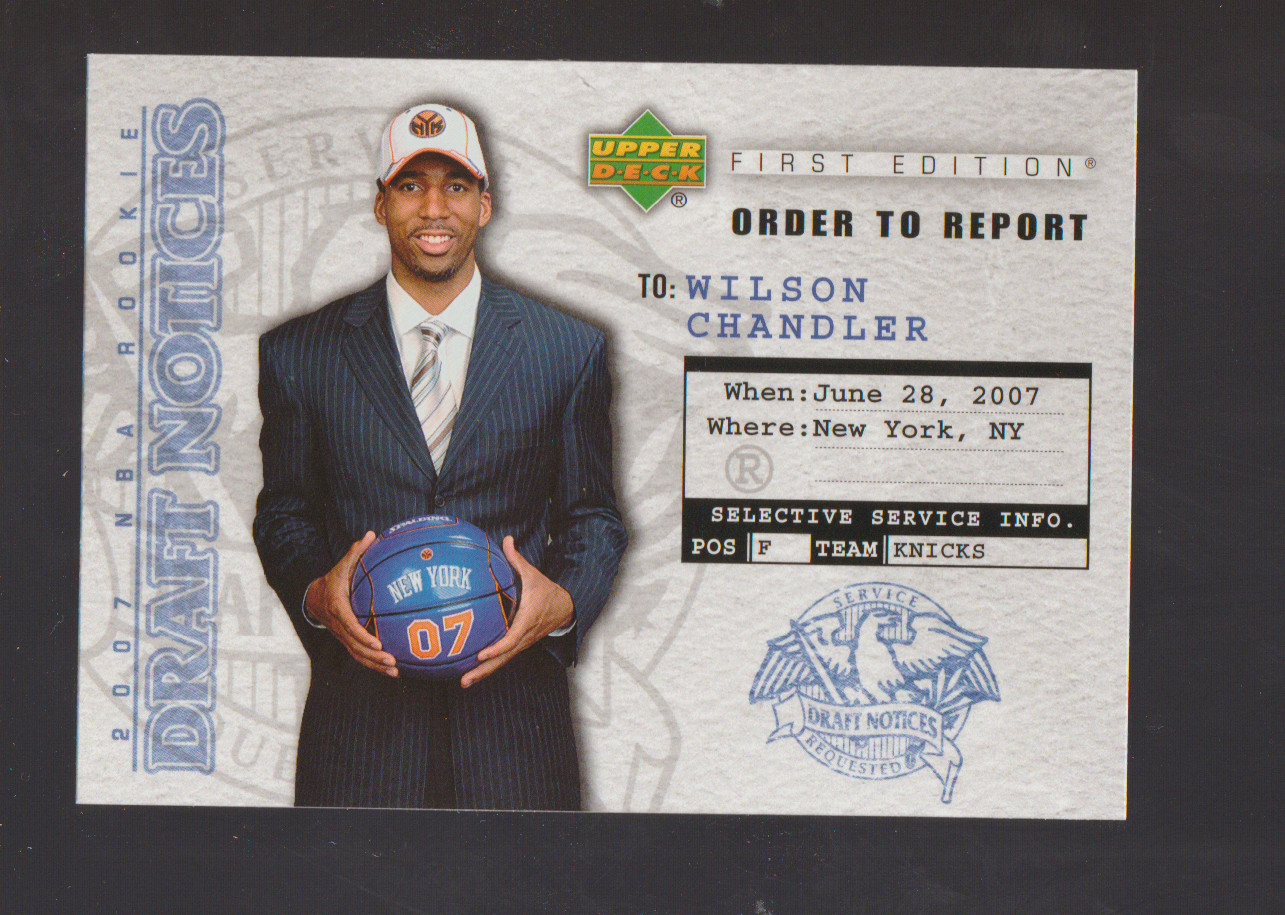 2007 NBA ROOKIE
DRAFT NOTICES
NYK
SPALDING
NEW YORK
07
UPPER
D·E·C·K
®
FIRST EDITION®
ORDER TO REPORT
TO: WILSON
CHANDLER
When: June 28, 2007
Where: New York, NY
®
SELECTIVE SERVICE INFO.
POS F TEAM KNICKS
SERVICE
DRAFT NOTICES
REQUESTED